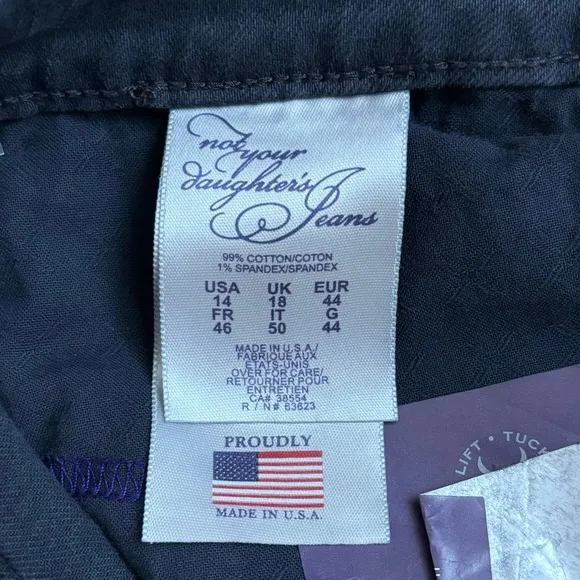 not your
daughter's
Jeans
99% COTTON/COTON
1% SPANDEX/SPANDEX
USA UK EUR
14 18 44
FR IT G
46 50 44
MADE IN U.S.A./
FABRIQUE AUX
ETATS-UNIS
OVER FOR CARE/
RETOURNER POUR
ENTRETIEN
CA# 38554
R / N# 63623
PROUDLY
MADE IN U.S.A.
LIFT • TUCK